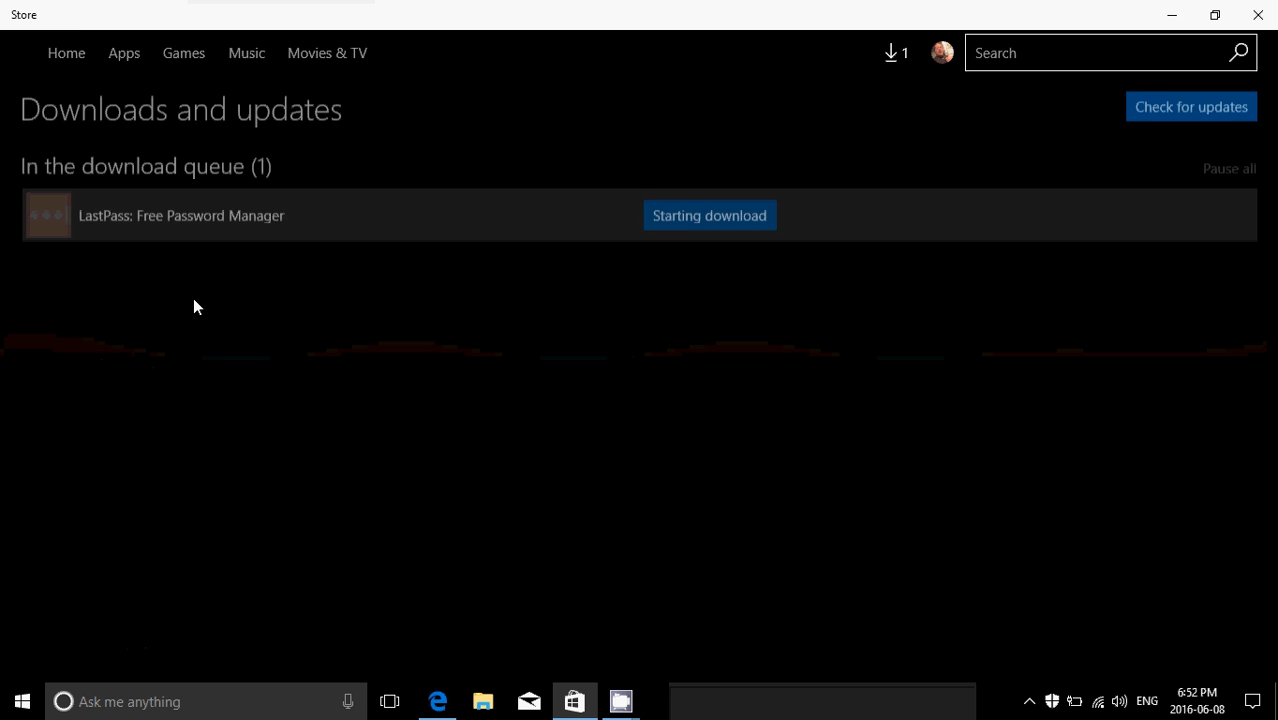 Store
Home Apps Games Music Movies & TV
1
Search
Downloads and updates
Check for updates
In the download queue (1)
Pause all
LastPass: Free Password Manager
Starting download
Ask me anything
ENG
6:52 PM
2016-06-08